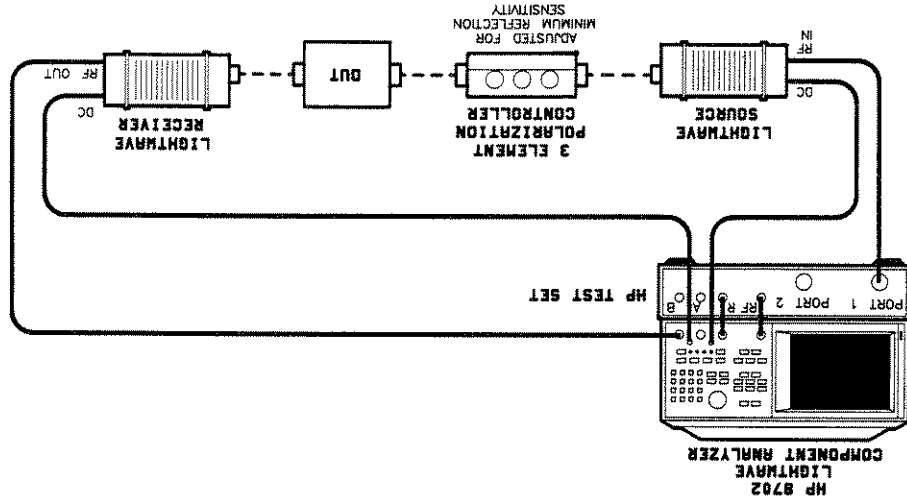 HP 8702
LIGHTWAVE
COMPONENT ANALYZER
PORT 1 PORT 2 RF R A B
HP TEST SET
LIGHTWAVE
SOURCE
DC
RF
IN
3 ELEMENT
POLARIZATION
CONTROLLER
ADJUSTED FOR
MINIMUM REFLECTION
SENSITIVITY
DUT
LIGHTWAVE
RECEIVER
DC
RF OUT